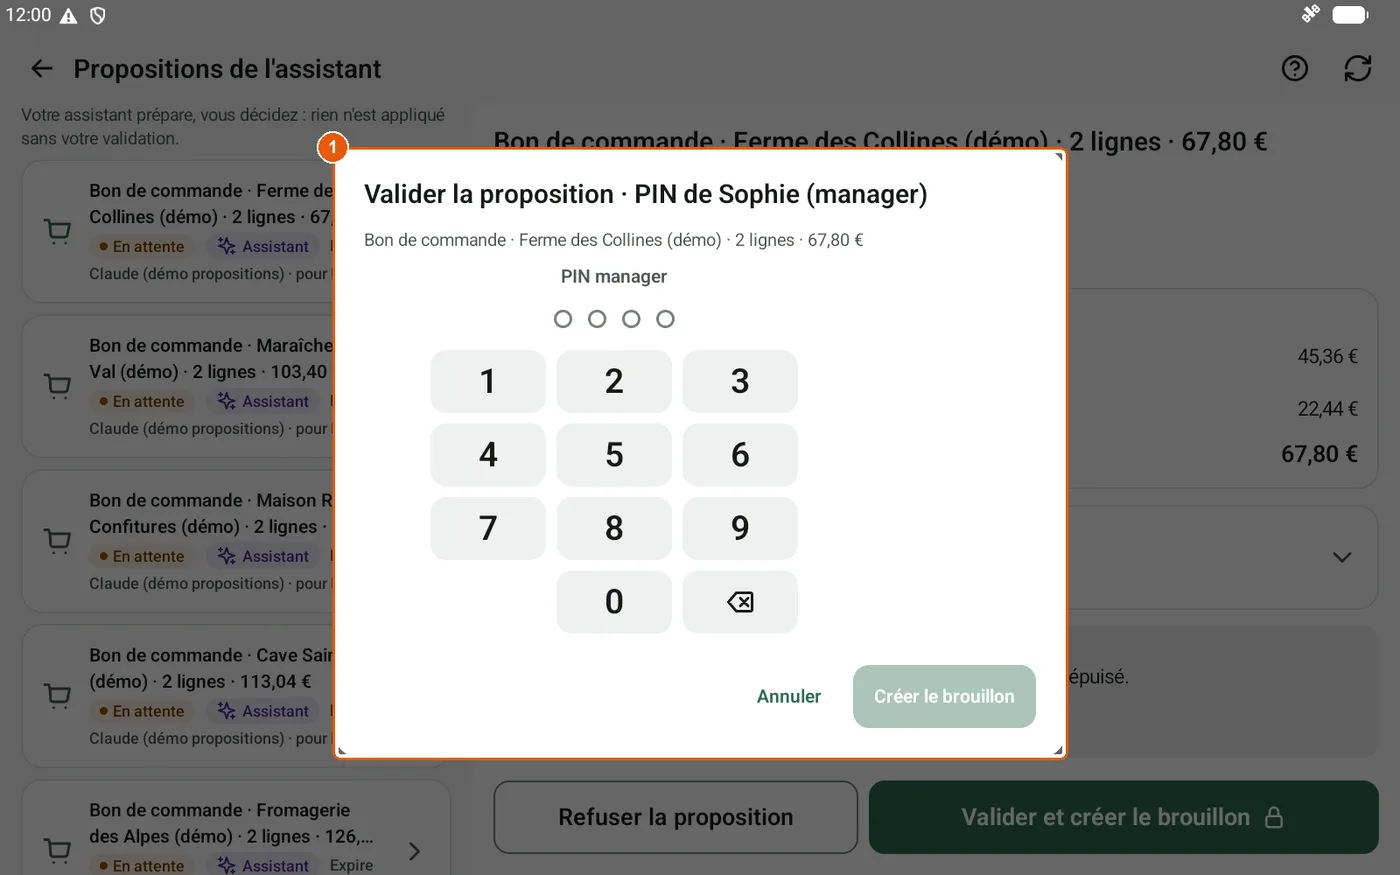 12:00
Propositions de l'assistant
Votre assistant prépare, vous décidez : rien n'est appliqué
sans votre validation.
Bon de commande · Ferme de
Collines (démo) · 2 lignes · 67,
En attente
Assistant
Claude (démo propositions) · pour
Bon de commande · Maraîche
Val (démo) · 2 lignes · 103,40
En attente
Assistant
Claude (démo propositions) · pour
Bon de commande · Maison R
Confitures (démo) · 2 lignes ·
En attente
Assistant
Claude (démo propositions) · pour
Bon de commande · Cave Sai
(démo) · 2 lignes · 113,04 €
En attente
Assistant
Claude (démo propositions) · pour
Bon de commande · Fromagerie
des Alpes (démo) · 2 lignes · 126,...
En attente
Assistant
Expire
Bon de commande · Ferme des Collines (démo) · 2 lignes · 67,80 €
1
Valider la proposition · PIN de Sophie (manager)
Bon de commande · Ferme des Collines (démo) · 2 lignes · 67,80 €
PIN manager
1 2 3
4 5 6
7 8 9
0
Annuler
Créer le brouillon
45,36 €
22,44 €
67,80 €
épuisé.
Refuser la proposition
Valider et créer le brouillon